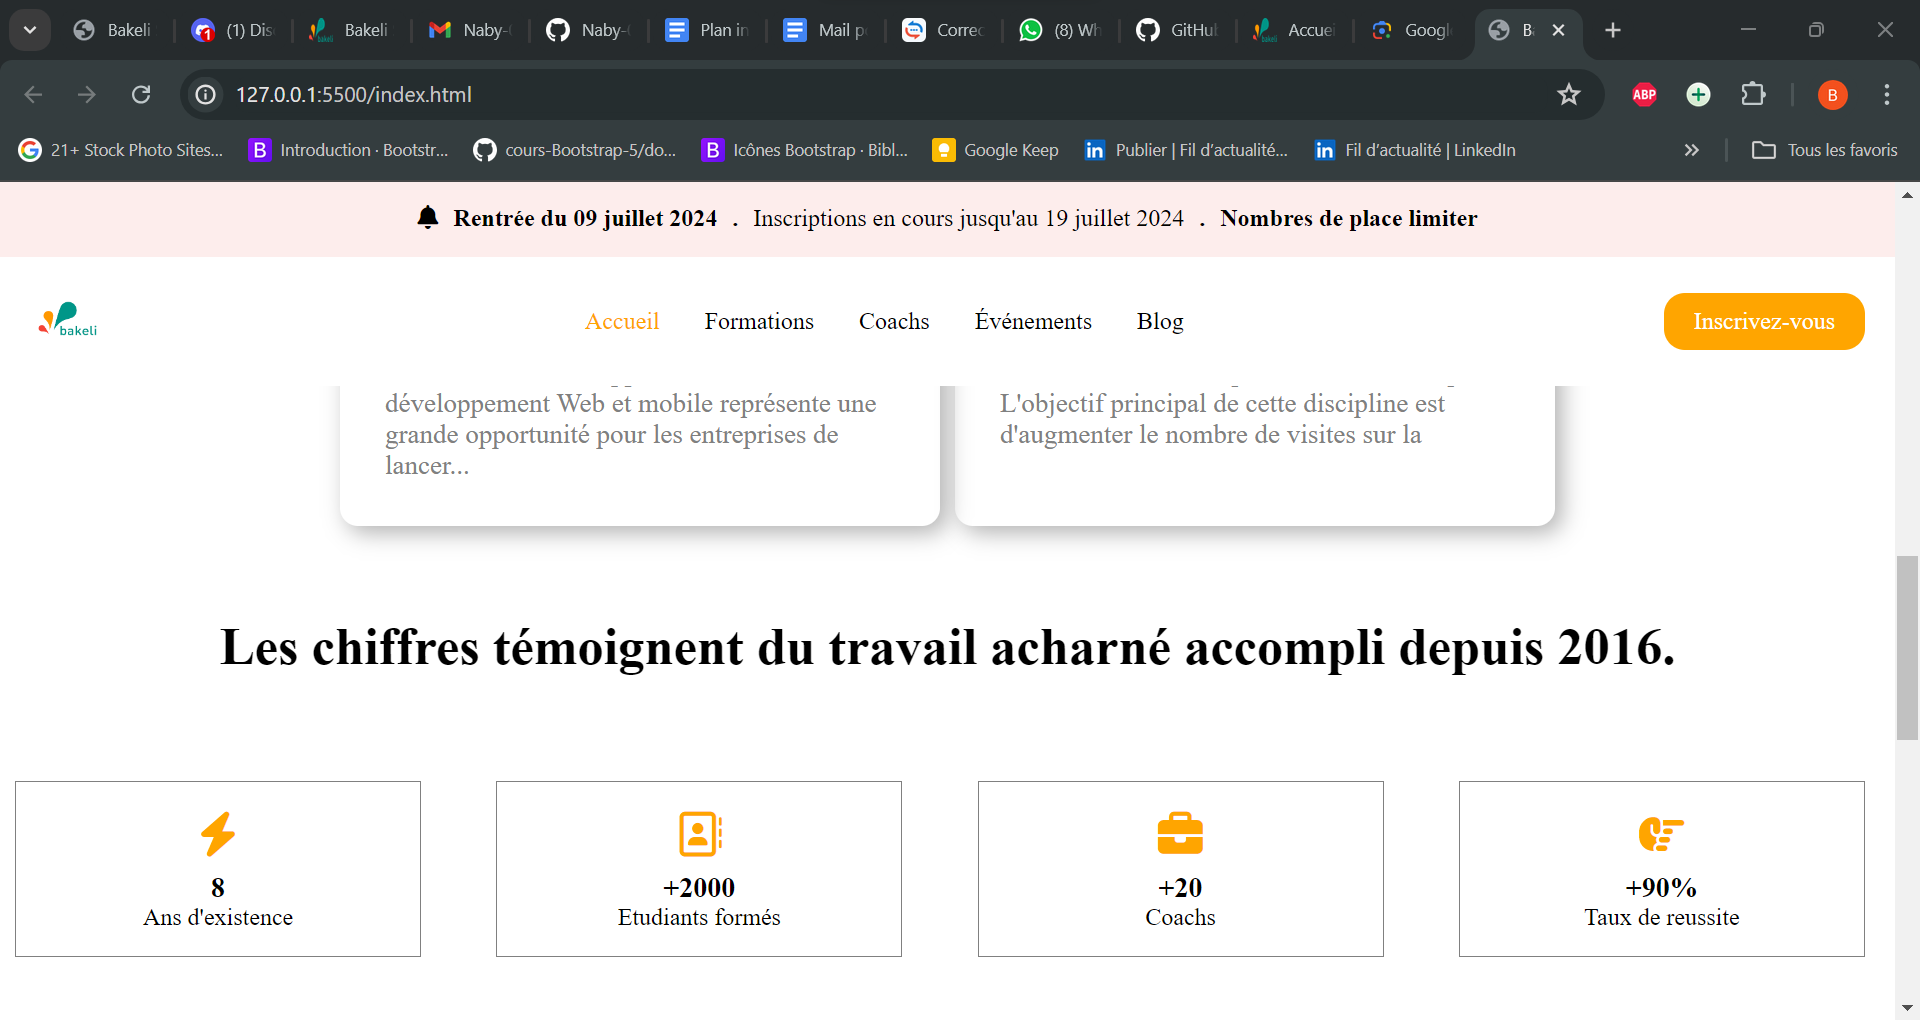 Bakeli
(1) Dis
Bakeli
Naby-
Naby-
Plan in
Mail p
Correc
(8) Wh
GitHu
Accuei
Googl
B
127.0.0.1:5500/index.html
ABP
B
21+ Stock Photo Sites...
Introduction · Bootstr...
cours-Bootstrap-5/do...
Icônes Bootstrap · Bibl...
Google Keep
Publier | Fil d'actualité...
Fil d'actualité | LinkedIn
Tous les favoris
Rentrée du 09 juillet 2024 . Inscriptions en cours jusqu'au 19 juillet 2024 . Nombres de place limiter
bakeli
Accueil
Formations
Coachs
Événements
Blog
Inscrivez-vous
développement Web et mobile représente une
grande opportunité pour les entreprises de
lancer...
L'objectif principal de cette discipline est
d'augmenter le nombre de visites sur la
Les chiffres témoignent du travail acharné accompli depuis 2016.
8
Ans d'existence
+2000
Etudiants formés
+20
Coachs
+90%
Taux de reussite